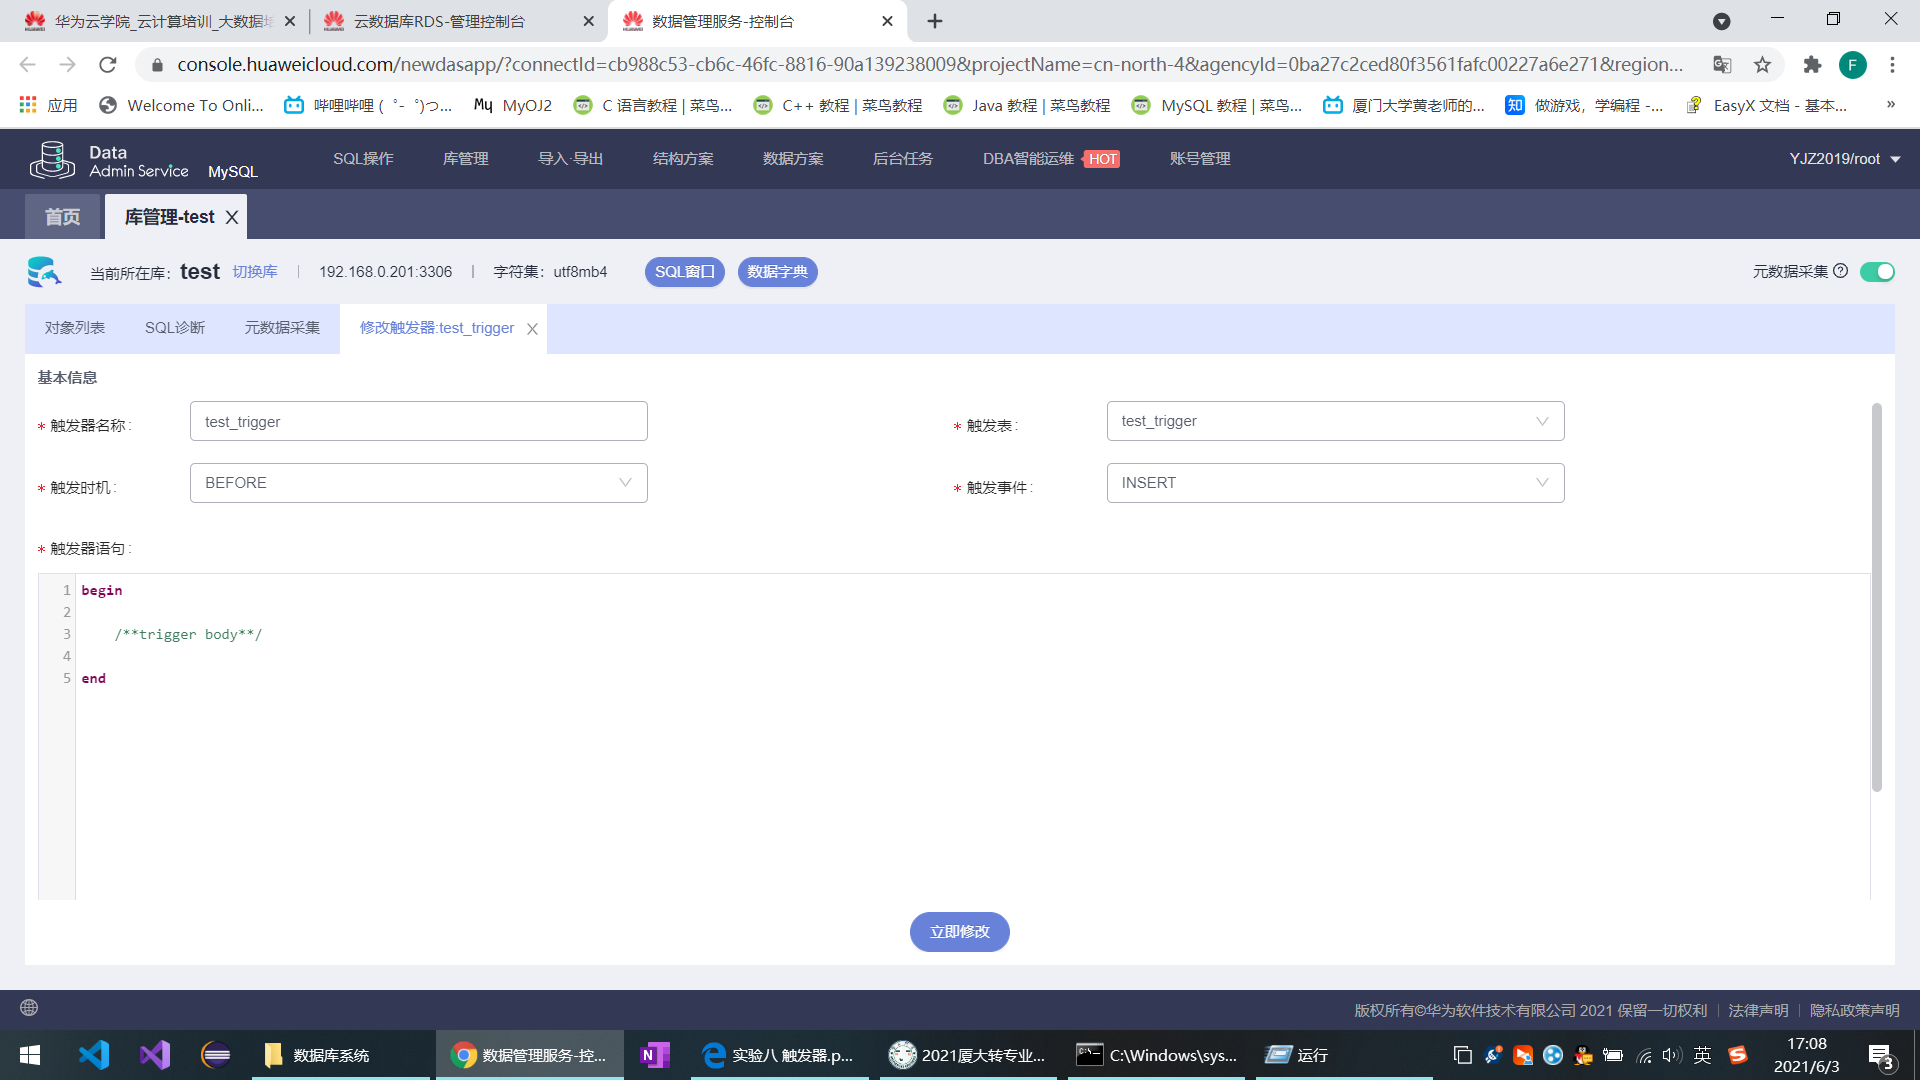 华为云学院_云计算培训_大数据培
云数据库RDS-管理控制台
数据管理服务-控制台
console.huaweicloud.com/newdasapp/?connectId=cb988c53-cb6c-46fc-8816-90a139238009&projectName=cn-north-4&agencyId=0ba27c2ced80f3561fafc00227a6e271&region...
F
应用
Welcome To Onli...
哔哩哔哩 ( ゜- ゜)つ...
MyOJ2
C 语言教程 | 菜鸟...
C++ 教程 | 菜鸟教程
Java 教程 | 菜鸟教程
MySQL 教程 | 菜鸟...
厦门大学黄老师的...
知 做游戏，学编程 -...
EasyX 文档 - 基本...
»
Data
Admin Service
MySQL
SQL操作
库管理
导入·导出
结构方案
数据方案
后台任务
DBA智能运维 HOT
账号管理
YJZ2019/root
首页
库管理-test
当前所在库: test 切换库
192.168.0.201:3306
字符集: utf8mb4
SQL窗口
数据字典
元数据采集
对象列表
SQL诊断
元数据采集
修改触发器:test_trigger
基本信息
* 触发器名称:
test_trigger
* 触发表:
test_trigger
* 触发时机:
BEFORE
* 触发事件:
INSERT
* 触发器语句:
1 begin
2
3 /**trigger body**/
4
5 end
立即修改
版权所有©华为软件技术有限公司 2021 保留一切权利
法律声明
隐私政策声明
数据库系统
数据管理服务-控...
实验八 触发器.p...
2021厦大转专业...
C:\Windows\sys...
运行
英
17:08
2021/6/3
3